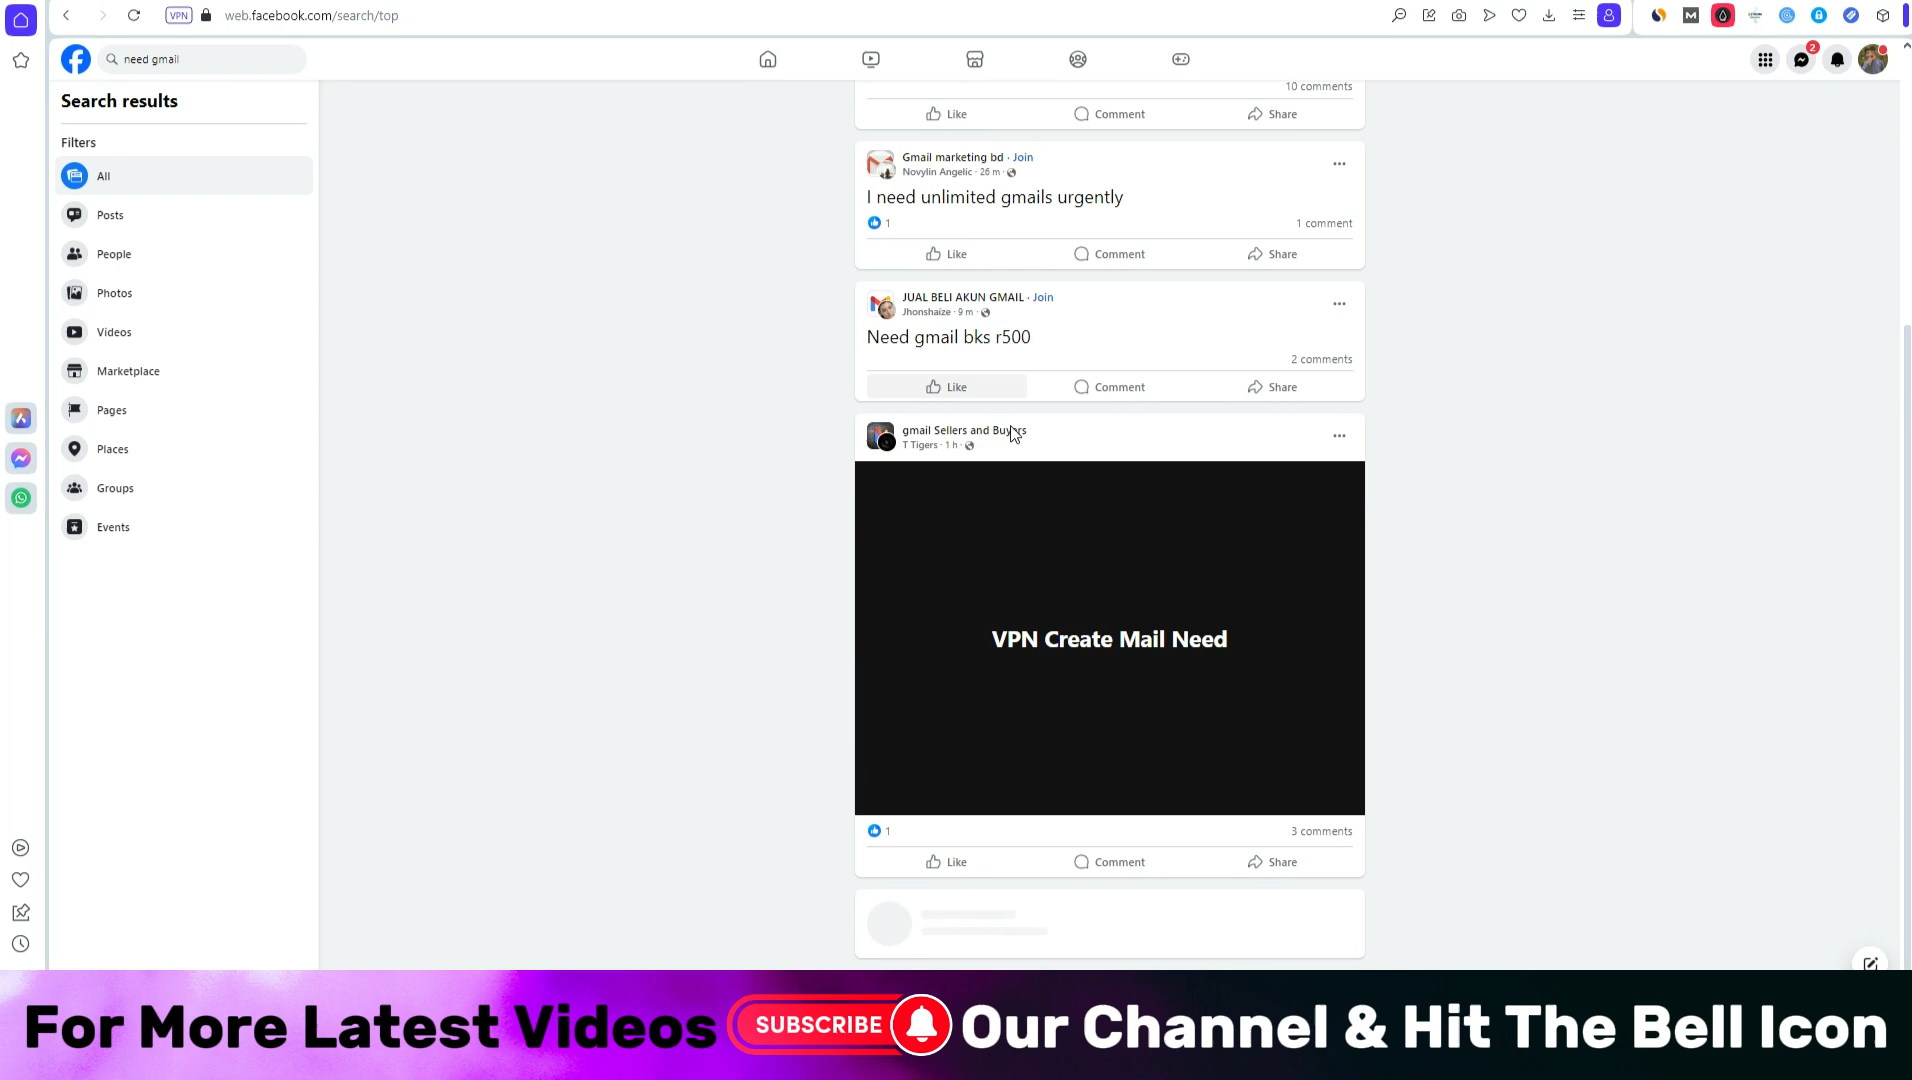 VPN
web.facebook.com/search/top
M
need gmail
2
Search results
Filters
All
Posts
People
Photos
Videos
Marketplace
Pages
Places
Groups
Events
10 comments
Like Comment Share
Gmail marketing bd · Join
Novylin Angelic · 26 m ·
I need unlimited gmails urgently
1 1 comment
Like Comment Share
JUAL BELI AKUN GMAIL · Join
Jhonshaize · 9 m ·
Need gmail bks r500
2 comments
Like Comment Share
gmail Sellers and Buyers
T Tigers · 1 h ·
VPN Create Mail Need
1 3 comments
Like Comment Share
For More Latest Videos SUBSCRIBE Our Channel & Hit The Bell Icon